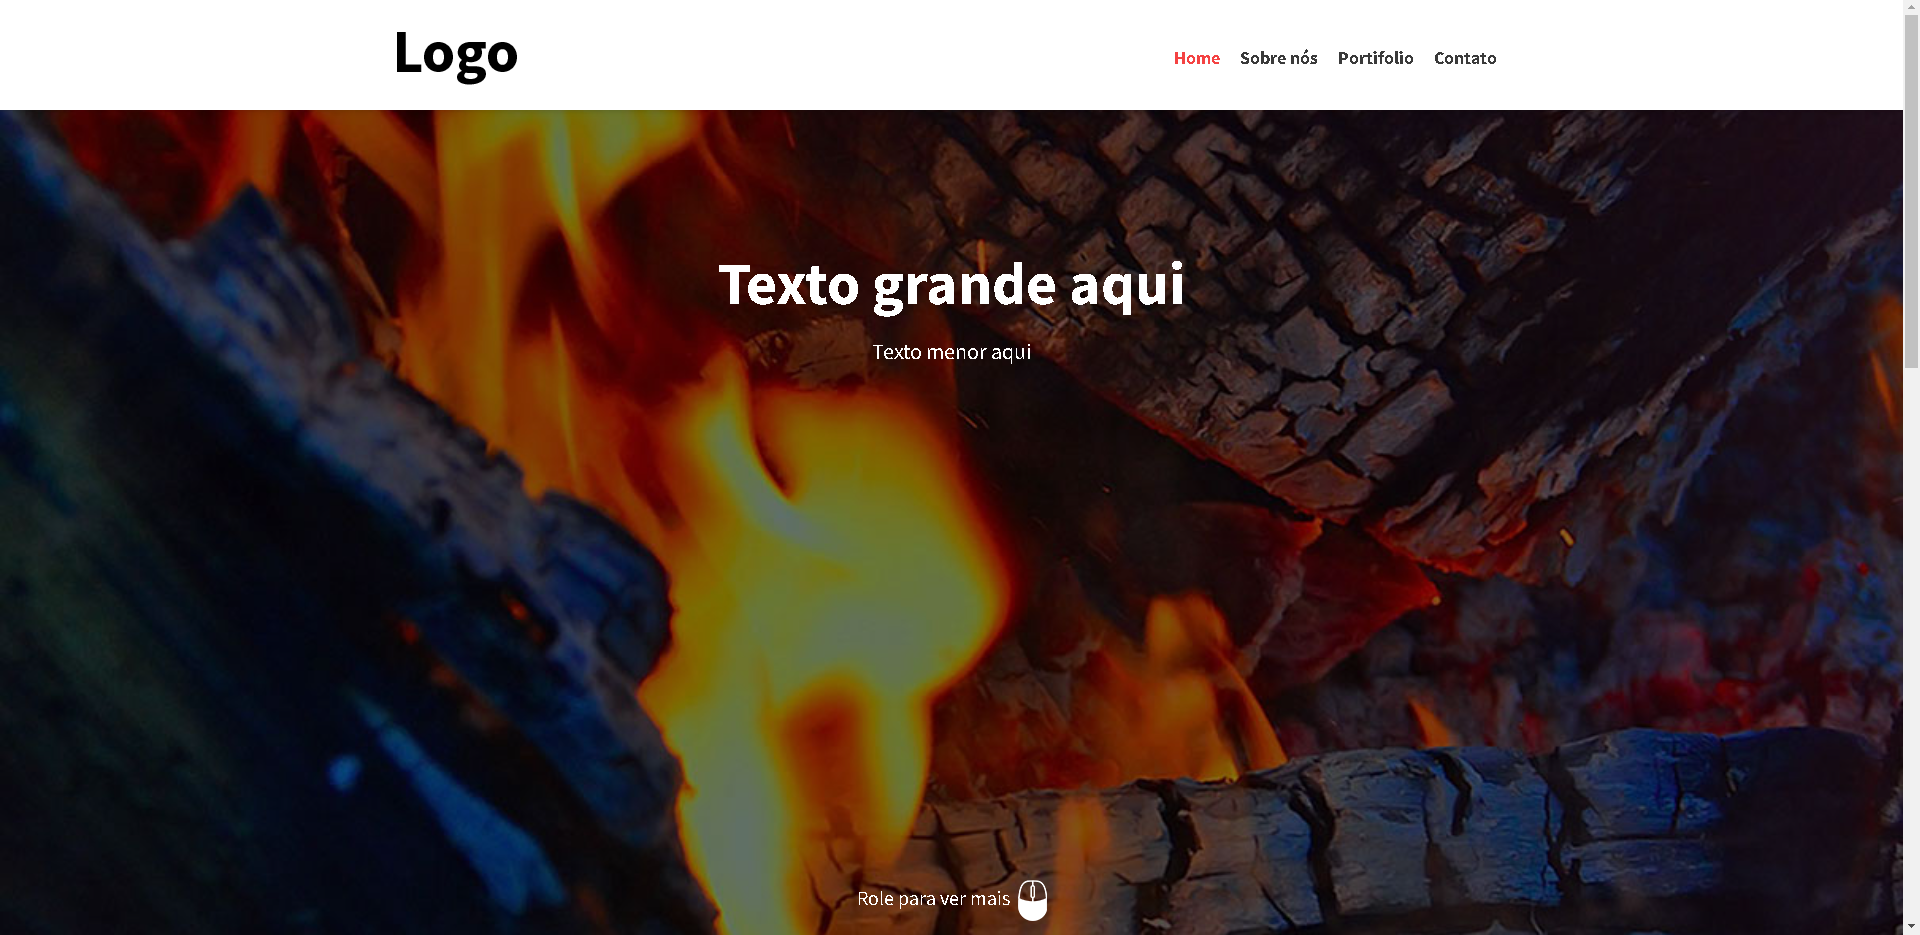 Logo
Home Sobre nós Portifolio Contato
Texto grande aqui
Texto menor aqui
Role para ver mais